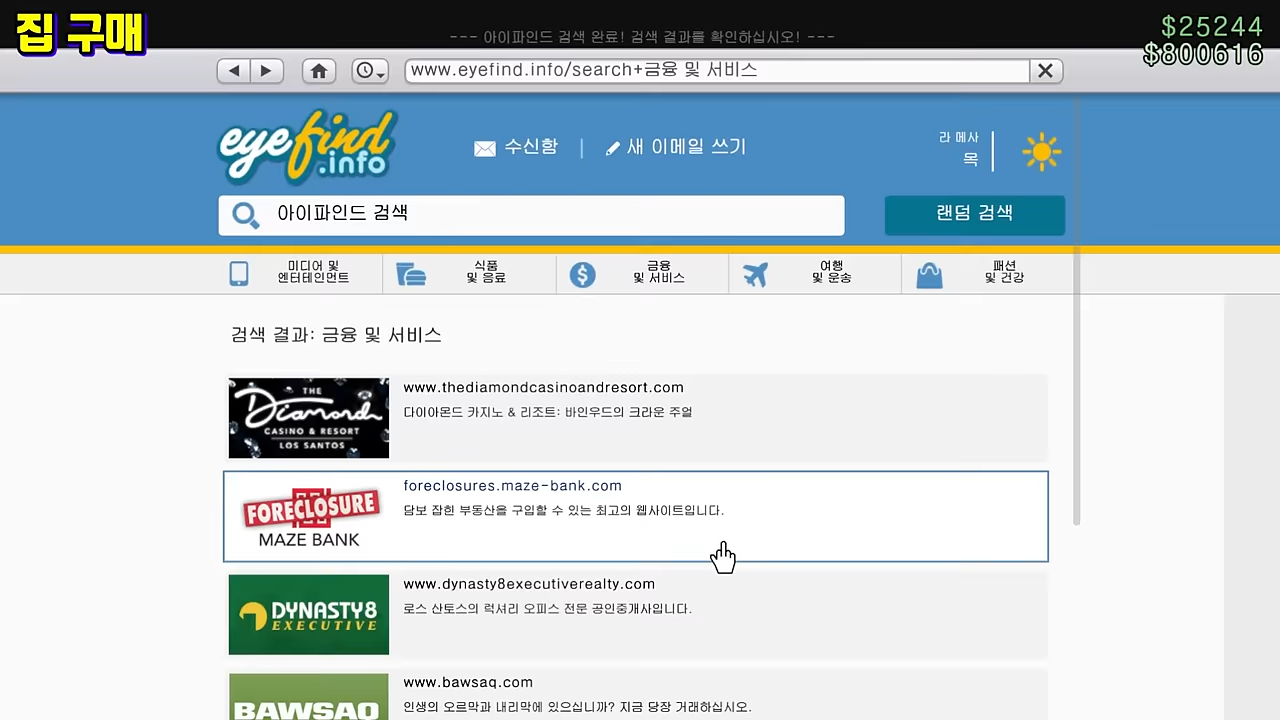 집 구매
--- 아이파인드 검색 완료! 검색 결과를 확인하십시오! ---
$25244
$800616
www.eyefind.info/search+금융 및 서비스
eyefind
.info
수신함
새 이메일 쓰기
라 메사
목
아이파인드 검색
랜덤 검색
미디어 및
엔터테인먼트
식품
및 음료
금융
및 서비스
여행
및 운송
패션
및 건강
검색 결과: 금융 및 서비스
THE
Diamond
CASINO & RESORT
LOS SANTOS
www.thediamondcasinoandresort.com
다이아몬드 카지노 & 리조트: 바인우드의 크라운 주얼
FORECLOSURE
MAZE BANK
foreclosures.maze-bank.com
담보 잡힌 부동산을 구입할 수 있는 최고의 웹사이트입니다.
DYNASTY8
EXECUTIVE
www.dynasty8executiverealty.com
로스 산토스의 럭셔리 오피스 전문 공인중개사입니다.
BAWSAQ
www.bawsaq.com
인생의 오르막과 내리막에 있으십니까? 지금 당장 거래하십시오.